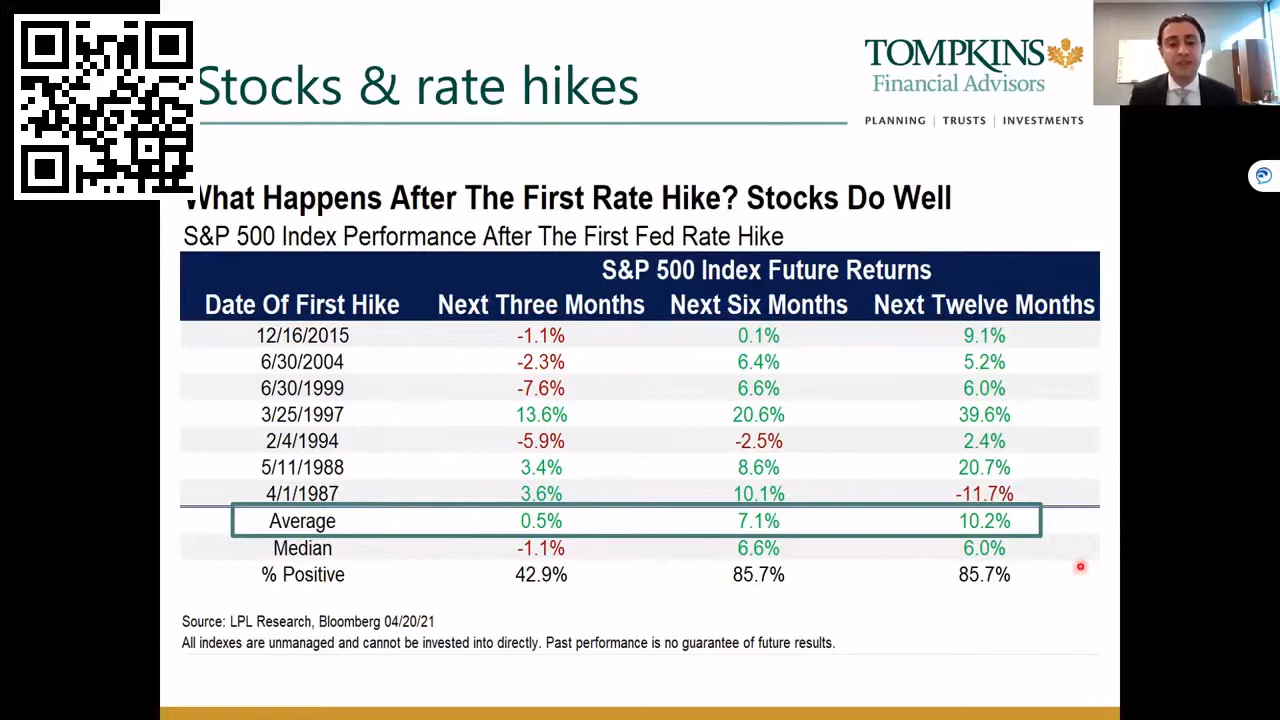 Stocks & rate hikes
TOMPKINS
Financial Advisors
PLANNING | TRUSTS | INVESTMENTS
What Happens After The First Rate Hike? Stocks Do Well
S&P 500 Index Performance After The First Fed Rate Hike
S&P 500 Index Future Returns
Date Of First Hike Next Three Months Next Six Months Next Twelve Months
12/16/2015 -1.1% 0.1% 9.1%
6/30/2004 -2.3% 6.4% 5.2%
6/30/1999 -7.6% 6.6% 6.0%
3/25/1997 13.6% 20.6% 39.6%
2/4/1994 -5.9% -2.5% 2.4%
5/11/1988 3.4% 8.6% 20.7%
4/1/1987 3.6% 10.1% -11.7%
Average 0.5% 7.1% 10.2%
Median -1.1% 6.6% 6.0%
% Positive 42.9% 85.7% 85.7%
Source: LPL Research, Bloomberg 04/20/21
All indexes are unmanaged and cannot be invested into directly. Past performance is no guarantee of future results.